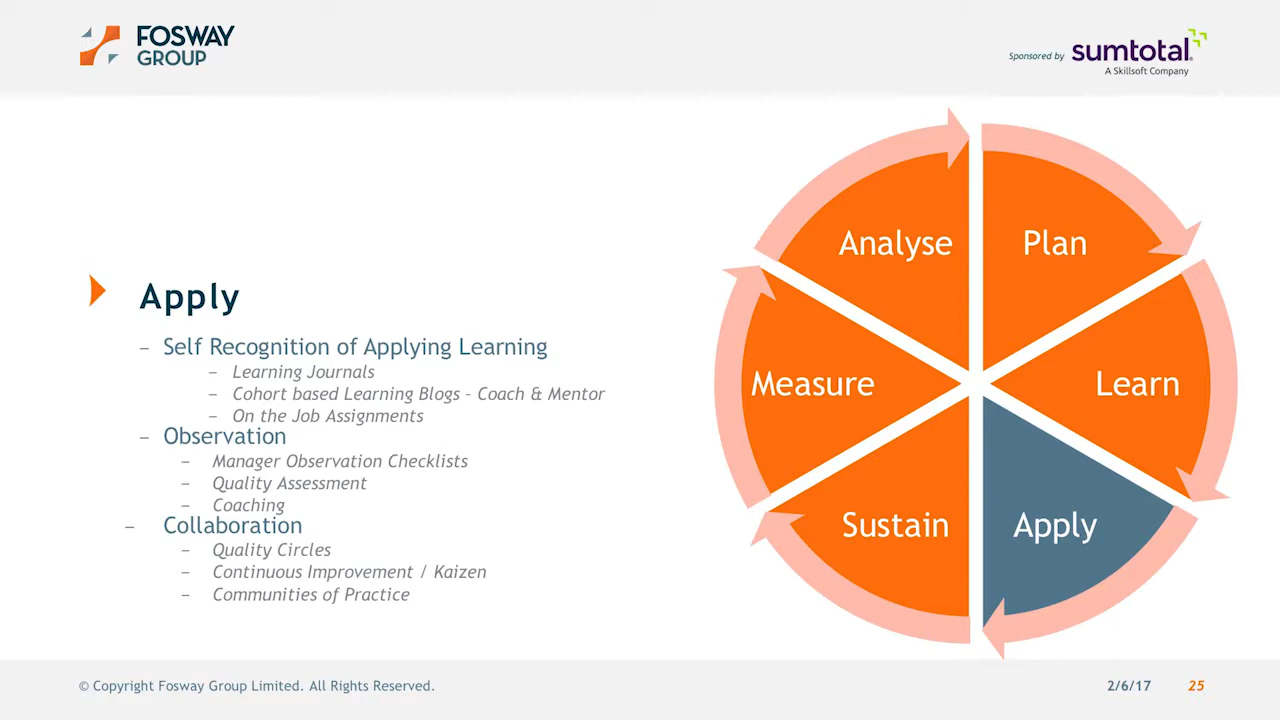 FOSWAY
GROUP
Sponsored by
sumtotal®
A Skillsoft Company
Apply
– Self Recognition of Applying Learning
– Learning Journals
– Cohort based Learning Blogs – Coach & Mentor
– On the Job Assignments
– Observation
– Manager Observation Checklists
– Quality Assessment
– Coaching
– Collaboration
– Quality Circles
– Continuous Improvement / Kaizen
– Communities of Practice
Analyse
Plan
Measure
Learn
Sustain
Apply
© Copyright Fosway Group Limited. All Rights Reserved.
2/6/17
25